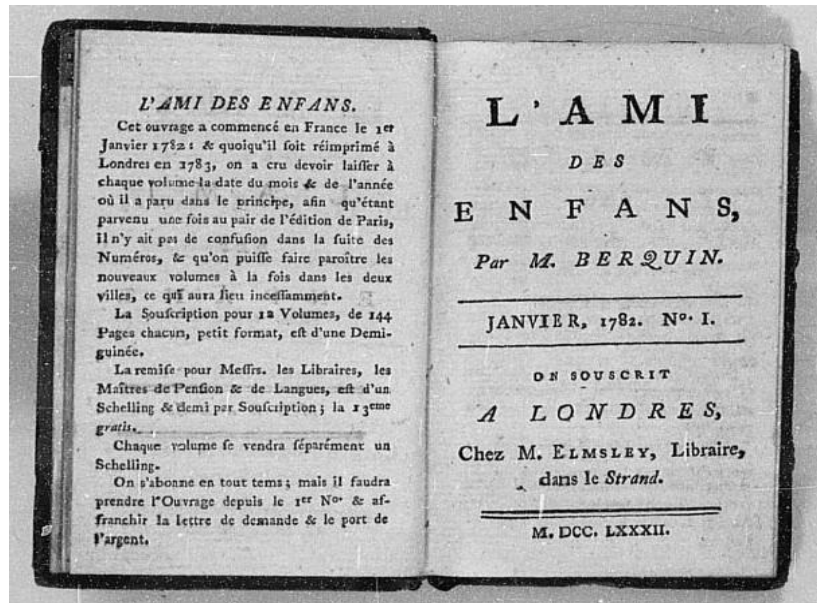 L'AMI DES ENFANS.
Cet ouvrage a commencé en France le 1er
Janvier 1782: & quoiqu'il ſoit réimprimé à
Londres en 1783, on a cru devoir laiſſer à
chaque volume la date du mois & de l'année
où il a paru dans le principe, afin qu'étant
parvenu une fois au pair de l'édition de Paris,
il n'y ait pas de confuſion dans la ſuite des
Numéros, & qu'on puiſſe faire paroître les
nouveaux volumes à la fois dans les deux
villes, ce qui aura lieu inceſſamment.
La Souſcription pour 12 Volumes, de 144
Pages chacun, petit format, eſt d'une Demi-
guinée.
La remiſe pour Meſſrs. les Libraires, les
Maîtres de Penſion & de Langues, eſt d'un
Schelling & demi par Souſcription; la 13eme
gratis.
Chaque volume ſe vendra ſéparément un
Schelling.
On s'abonne en tout tems; mais il faudra
prendre l'Ouvrage depuis le 1er No. & af-
franchir la lettre de demande & le port de
l'argent.
L'AMI
DES
ENFANS,
Par M. BERQUIN.
JANVIER, 1782. No. I.
ON SOUSCRIT
A LONDRES,
Chez M. ELMSLEY, Libraire,
dans le Strand.
M. DCC. LXXXII.